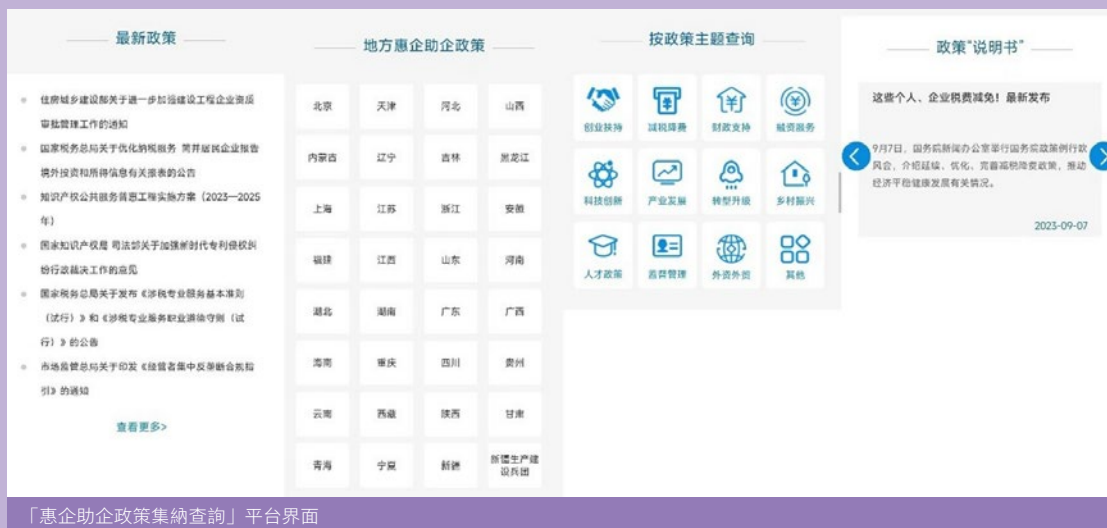 最新政策
住房城乡建设部关于进一步加强建设工程企业资质
审批管理工作的通知
国家税务总局关于优化纳税服务 简并居民企业报告
境外投资和所得信息有关报表的公告
知识产权公共服务普惠工程实施方案（2023—2025
年）
国家知识产权局 司法部关于加强新时代专利侵权纠
纷行政裁决工作的意见
国家税务总局关于发布《涉税专业服务基本准则
（试行）》和《涉税专业服务职业道德守则（试
行）》的公告
市场监管总局关于印发《经营者集中反垄断合规指
引》的通知
查看更多>
地方惠企助企政策
北京 天津 河北 山西
内蒙古 辽宁 吉林 黑龙江
上海 江苏 浙江 安徽
福建 江西 山东 河南
湖北 湖南 广东 广西
海南 重庆 四川 贵州
云南 西藏 陕西 甘肃
青海 宁夏 新疆 新疆生产建
设兵团
按政策主题查询
创业扶持 减税降费 财政支持 融资服务
科技创新 产业发展 转型升级 乡村振兴
人才政策 监督管理 外资外贸 其他
政策“说明书”
这些个人、企业税费减免！最新发布
9月7日，国务院新闻办公室举行国务院政策例行吹
风会，介绍延续、优化、完善减税降费政策，推动
经济平稳健康发展有关情况。
2023-09-07
「惠企助企政策集納查詢」平台界面